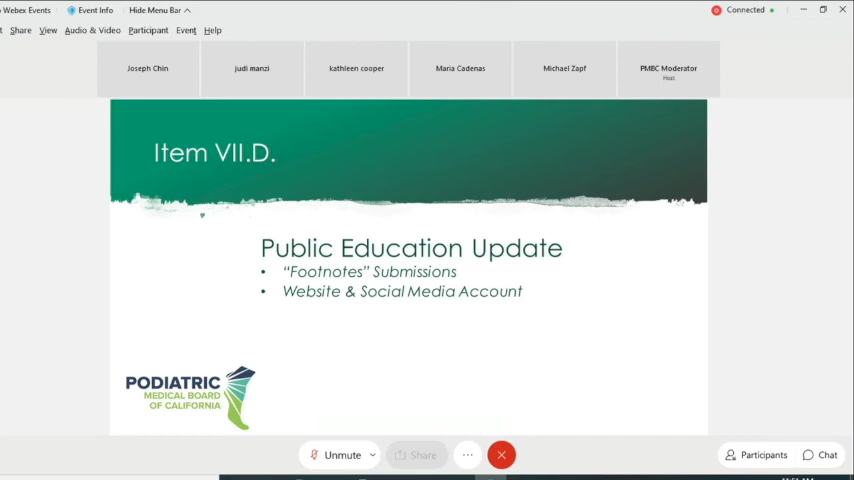 Webex Events
Event Info
Hide Menu Bar
Connected
Share View Audio & Video Participant Event Help
Joseph Chin
judi manzi
kathleen cooper
Maria Cadenas
Michael Zapf
PMBC Moderator
Host
Item VII.D.
Public Education Update
• “Footnotes” Submissions
• Website & Social Media Account
PODIATRIC
MEDICAL BOARD
OF CALIFORNIA
Unmute
Share
Participants
Chat